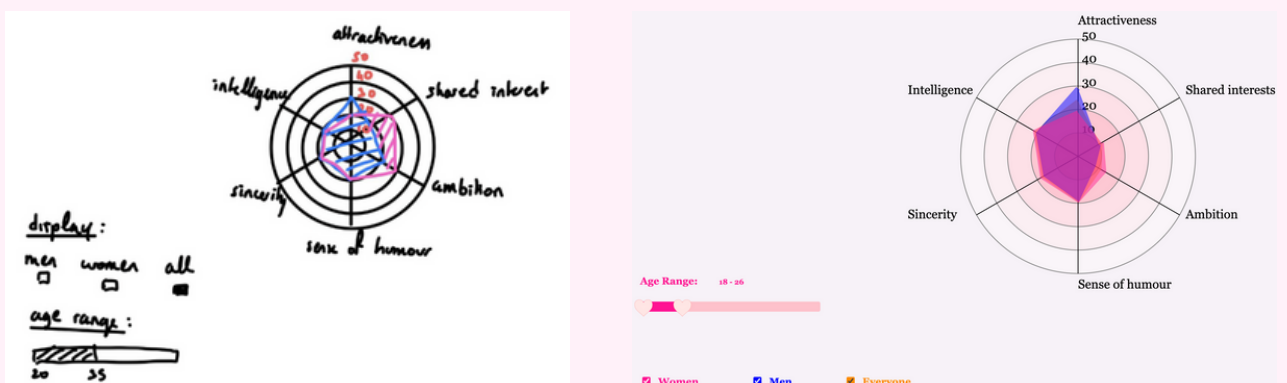 attractiveness
50
40
30
20
10
intelligence
shared interest
sincerity
ambition
sense of humour
display:
men women all
age range:
20 35
Attractiveness
50
40
30
20
10
Intelligence
Shared interests
Sincerity
Ambition
Sense of humour
Age Range: 18 - 26
Women Men Everyone